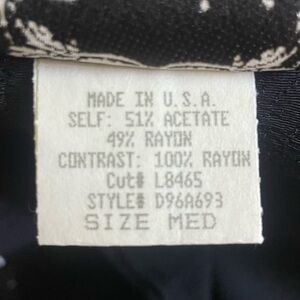 MADE IN U.S.A.
SELF: 51% ACETATE
49% RAYON
CONTRAST: 100% RAYON
Cut# L8465
STYLE# D96A693
SIZE MED